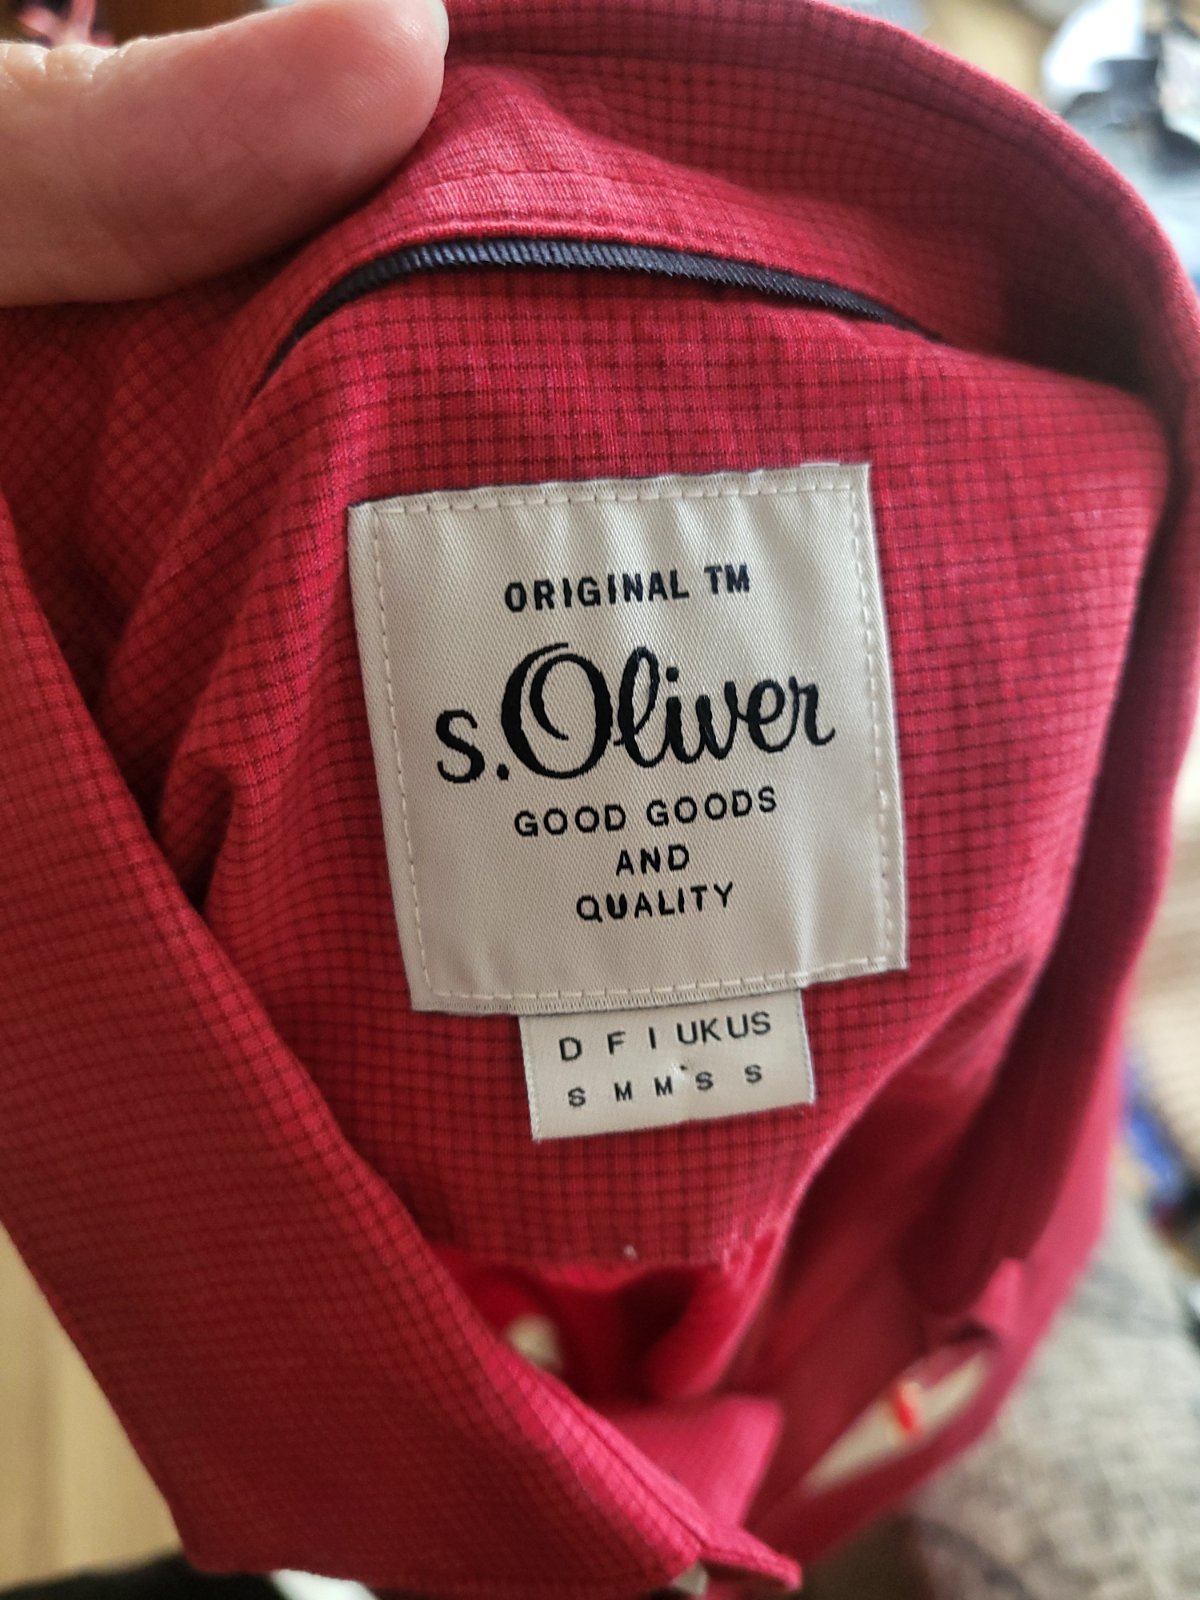 ORIGINAL TM
s.Oliver
GOOD GOODS
AND
QUALITY
D F I UK US
S M M S S